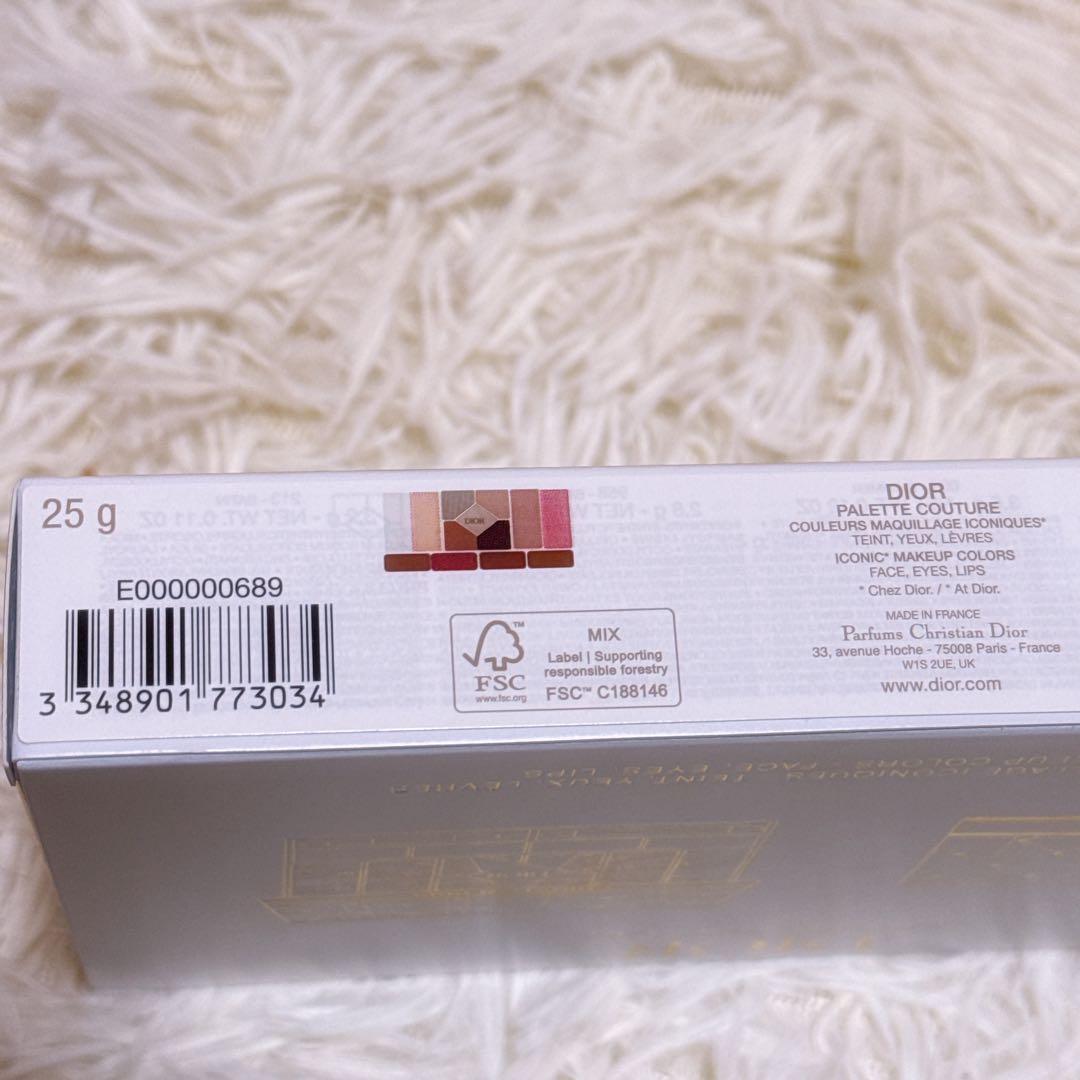 25 g
E000000689
3 348901 773034
DIOR
FSC™
www.fsc.org
MIX
Label | Supporting
responsible forestry
FSC™ C188146
DIOR
PALETTE COUTURE
COULEURS MAQUILLAGE ICONIQUES*
TEINT, YEUX, LÈVRES
ICONIC* MAKEUP COLORS
FACE, EYES, LIPS
* Chez Dior. / * At Dior.
MADE IN FRANCE
Parfums Christian Dior
33, avenue Hoche - 75008 Paris - France
W1S 2UE, UK
www.dior.com